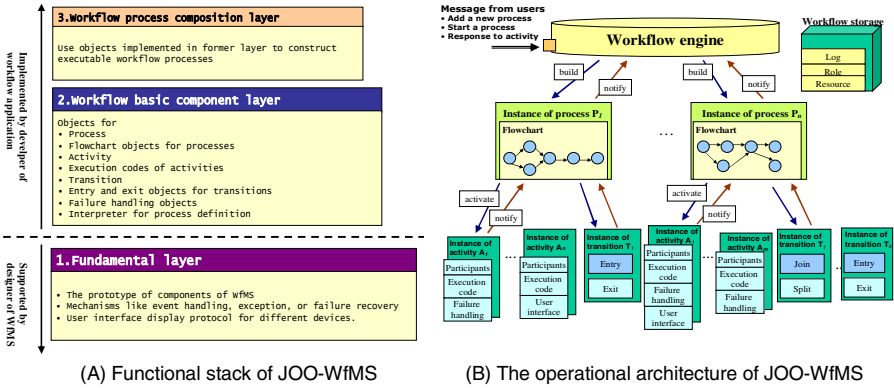 3.Workflow process composition layer
Use objects implemented in former layer to construct
executable workflow processes
Implemented by develper of
workflow application
2.Workflow basic component layer
Objects for
• Process
• Flowchart objects for processes
• Activity
• Execution codes of activities
• Transition
• Entry and exit objects for transitions
• Failure handling objects
• Interpreter for process definition
Supported by
designer of WfMS
1.Fundamental layer
• The prototype of components of WfMS
• Mechanisms like event handling, exception, or failure recovery
• User interface display protocol for different devices.
(A) Functional stack of JOO-WfMS
Message from users
• Add a new process
• Start a process
• Response to activity
Workflow engine
Workflow storage
Log
Role
Resource
build
notify
build
notify
Instance of process P1
Flowchart
...
Instance of process Pn
Flowchart
activate
notify
activate
notify
Instance of
activity A1
Participants
Execution
code
Failure
handling
...
Instance of
activity An
Participants
Execution
code
User
interface
Instance of
transition T1
Entry
Exit
Instance of
activity A1
Participants
Execution
code
Failure
handling
User
interface
...
Instance of
activity Am
Participants
Execution
code
Failure
handling
Instance of
transition T1
Join
Split
..
Instance of
Entry
Exit
(B) The operational architecture of JOO-WfMS